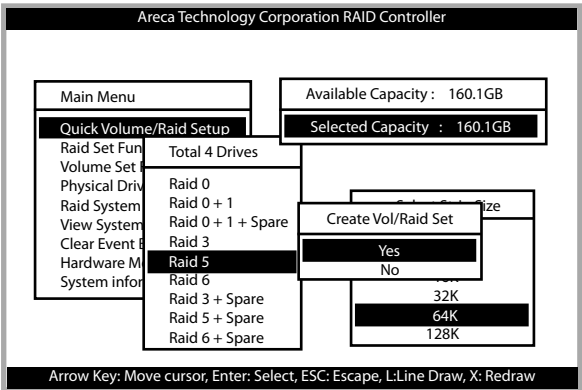 Areca Technology Corporation RAID Controller
Main Menu
Quick Volume/Raid Setup
Raid Set Fun
Volume Set
Physical Driv
Raid System
View System
Clear Event
Hardware M
System infor
Total 4 Drives
Raid 0
Raid 0 + 1
Raid 0 + 1 + Spare
Raid 3
Raid 5
Raid 6
Raid 3 + Spare
Raid 5 + Spare
Raid 6 + Spare
Available Capacity : 160.1GB
Selected Capacity : 160.1GB
Size
32K
64K
128K
Create Vol/Raid Set
Yes
No
Arrow Key: Move cursor, Enter: Select, ESC: Escape, L:Line Draw, X: Redraw